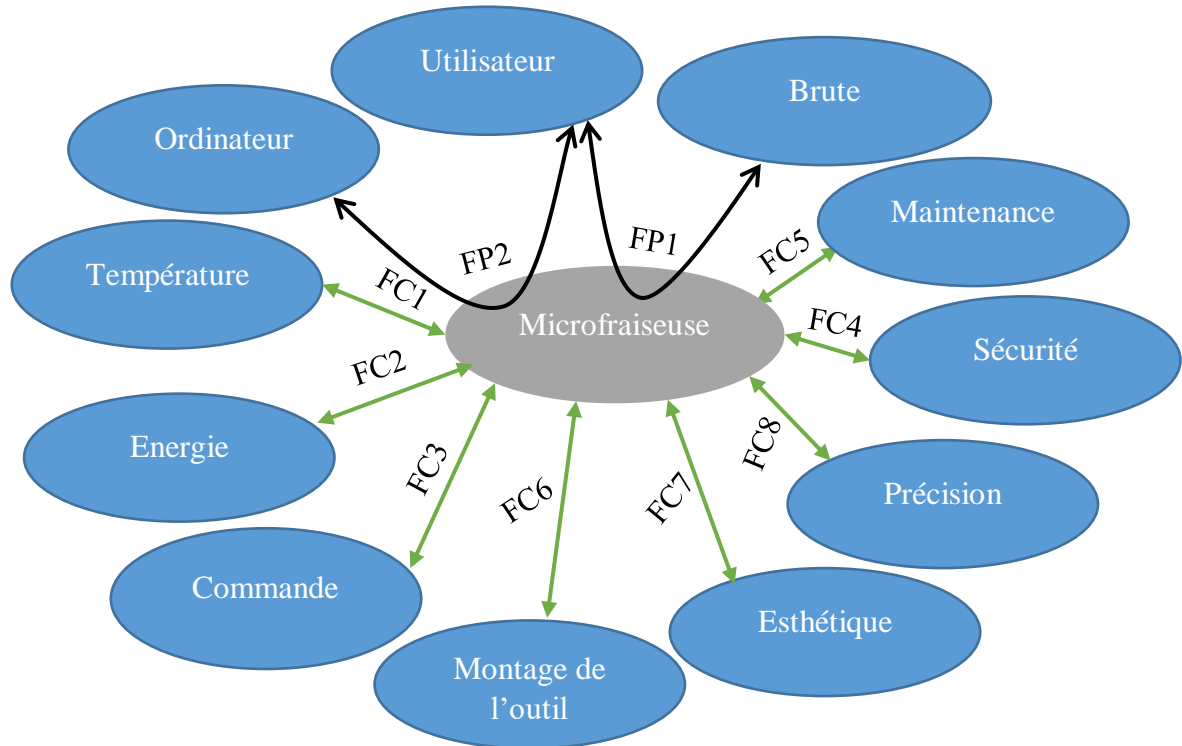 Utilisateur
Brute
Ordinateur
Maintenance
FP2
FP1
FC5
Température
FC1
Microfraiseuse
FC4
Sécurité
FC2
Energie
FC3
FC6
FC7
FC8
Précision
Commande
Esthétique
Montage de
l’outil